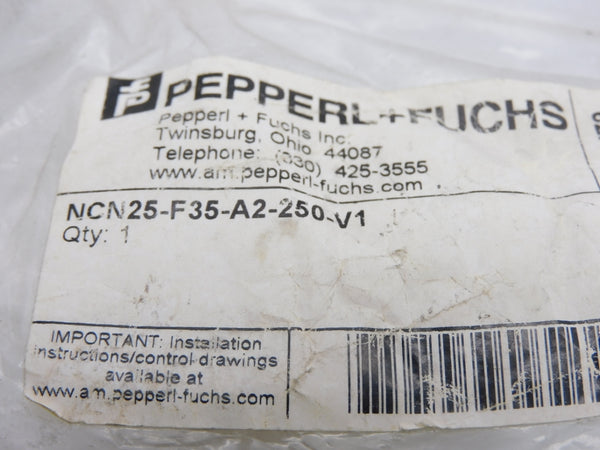 PEPPERL+FUCHS
Pepperl + Fuchs Inc.
Twinsburg, Ohio 44087
Telephone: (330) 425-3555
www.am.pepperl-fuchs.com
NCN25-F35-A2-250-V1
Qty: 1
IMPORTANT: Installation
instructions/control drawings
available at
www.am.pepperl-fuchs.com